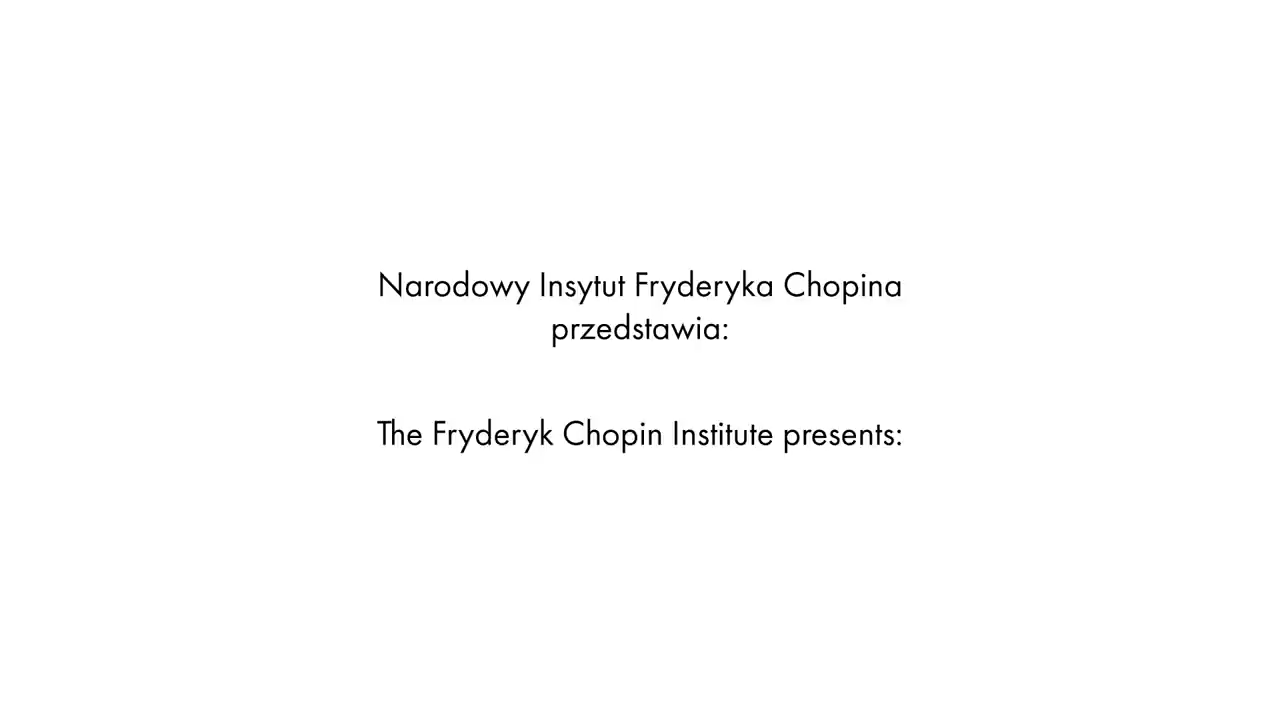 Narodowy Insytut Fryderyka Chopina
przedstawia:
The Fryderyk Chopin Institute presents: